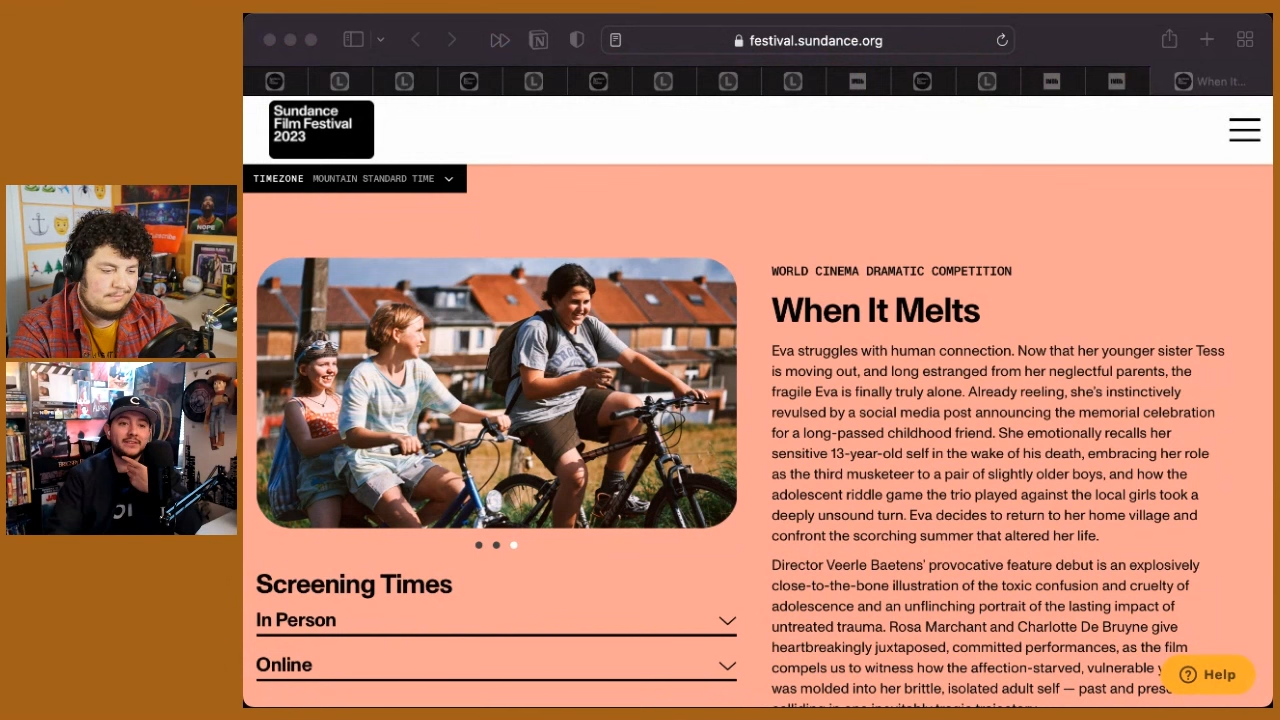 festival.sundance.org
When It...
Sundance
Film Festival
2023
TIMEZONE MOUNTAIN STANDARD TIME
NOPE
WORLD CINEMA DRAMATIC COMPETITION
When It Melts
Eva struggles with human connection. Now that her younger sister Tess
is moving out, and long estranged from her neglectful parents, the
fragile Eva is finally truly alone. Already reeling, she's instinctively
revulsed by a social media post announcing the memorial celebration
for a long-passed childhood friend. She emotionally recalls her
sensitive 13-year-old self in the wake of his death, embracing her role
as the third musketeer to a pair of slightly older boys, and how the
adolescent riddle game the trio played against the local girls took a
deeply unsound turn. Eva decides to return to her home village and
confront the scorching summer that altered her life.
Director Veerle Baetens' provocative feature debut is an explosively
close-to-the-bone illustration of the toxic confusion and cruelty of
adolescence and an unflinching portrait of the lasting impact of
untreated trauma. Rosa Marchant and Charlotte De Bruyne give
heartbreakingly juxtaposed, committed performances, as the film
compels us to witness how the affection-starved, vulnerable
was molded into her brittle, isolated adult self — past and
Screening Times
In Person
Online
Help